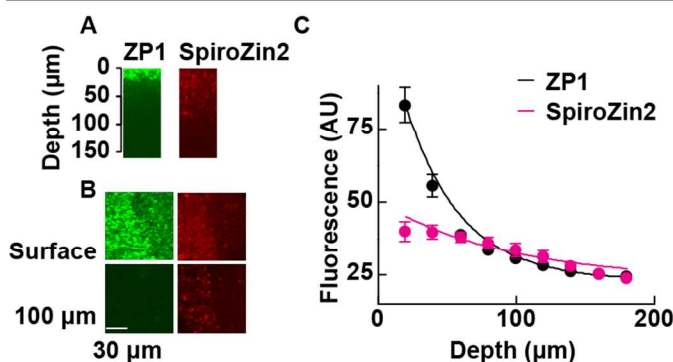 A
ZP1 SpiroZin2
Depth (µm)
0
50
100
150
B
Surface
100 µm
30 µm
C
ZP1
SpiroZin2
Fluorescence (AU)
75
50
25
0 100 200
Depth (µm)